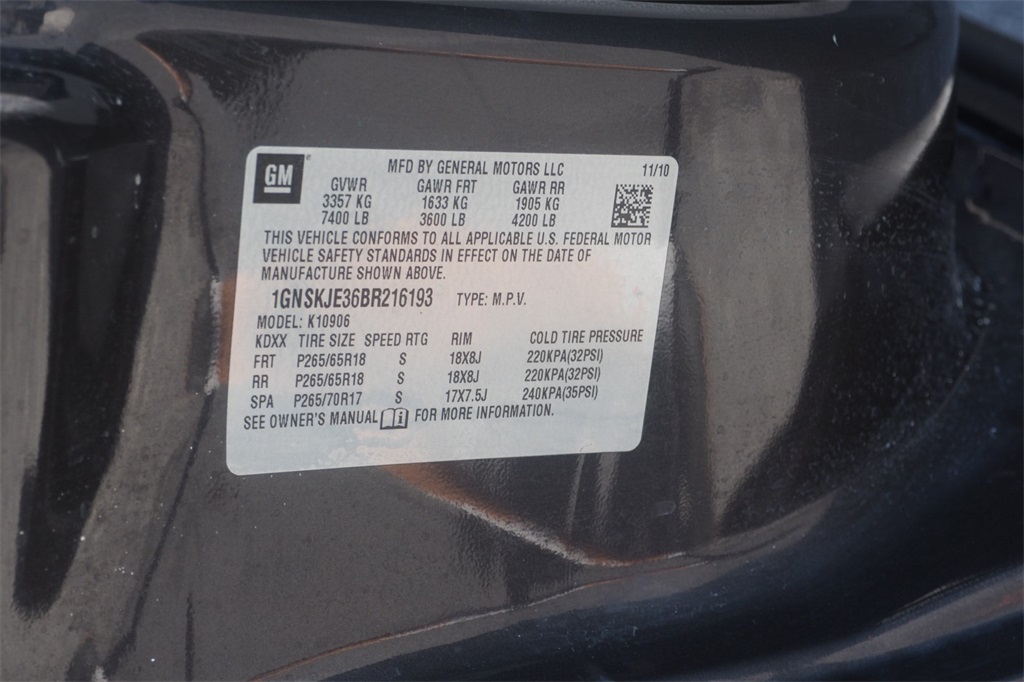 GM
MFD BY GENERAL MOTORS LLC 11/10
GVWR GAWR FRT GAWR RR
3357 KG 1633 KG 1905 KG
7400 LB 3600 LB 4200 LB
THIS VEHICLE CONFORMS TO ALL APPLICABLE U.S. FEDERAL MOTOR
VEHICLE SAFETY STANDARDS IN EFFECT ON THE DATE OF
MANUFACTURE SHOWN ABOVE.
1GNSKJE36BR216193 TYPE: M.P.V.
MODEL: K10906
KDXX TIRE SIZE SPEED RTG RIM COLD TIRE PRESSURE
FRT P265/65R18 S 18X8J 220KPA(32PSI)
RR P265/65R18 S 18X8J 220KPA(32PSI)
SPA P265/70R17 S 17X7.5J 240KPA(35PSI)
SEE OWNER'S MANUAL FOR MORE INFORMATION.